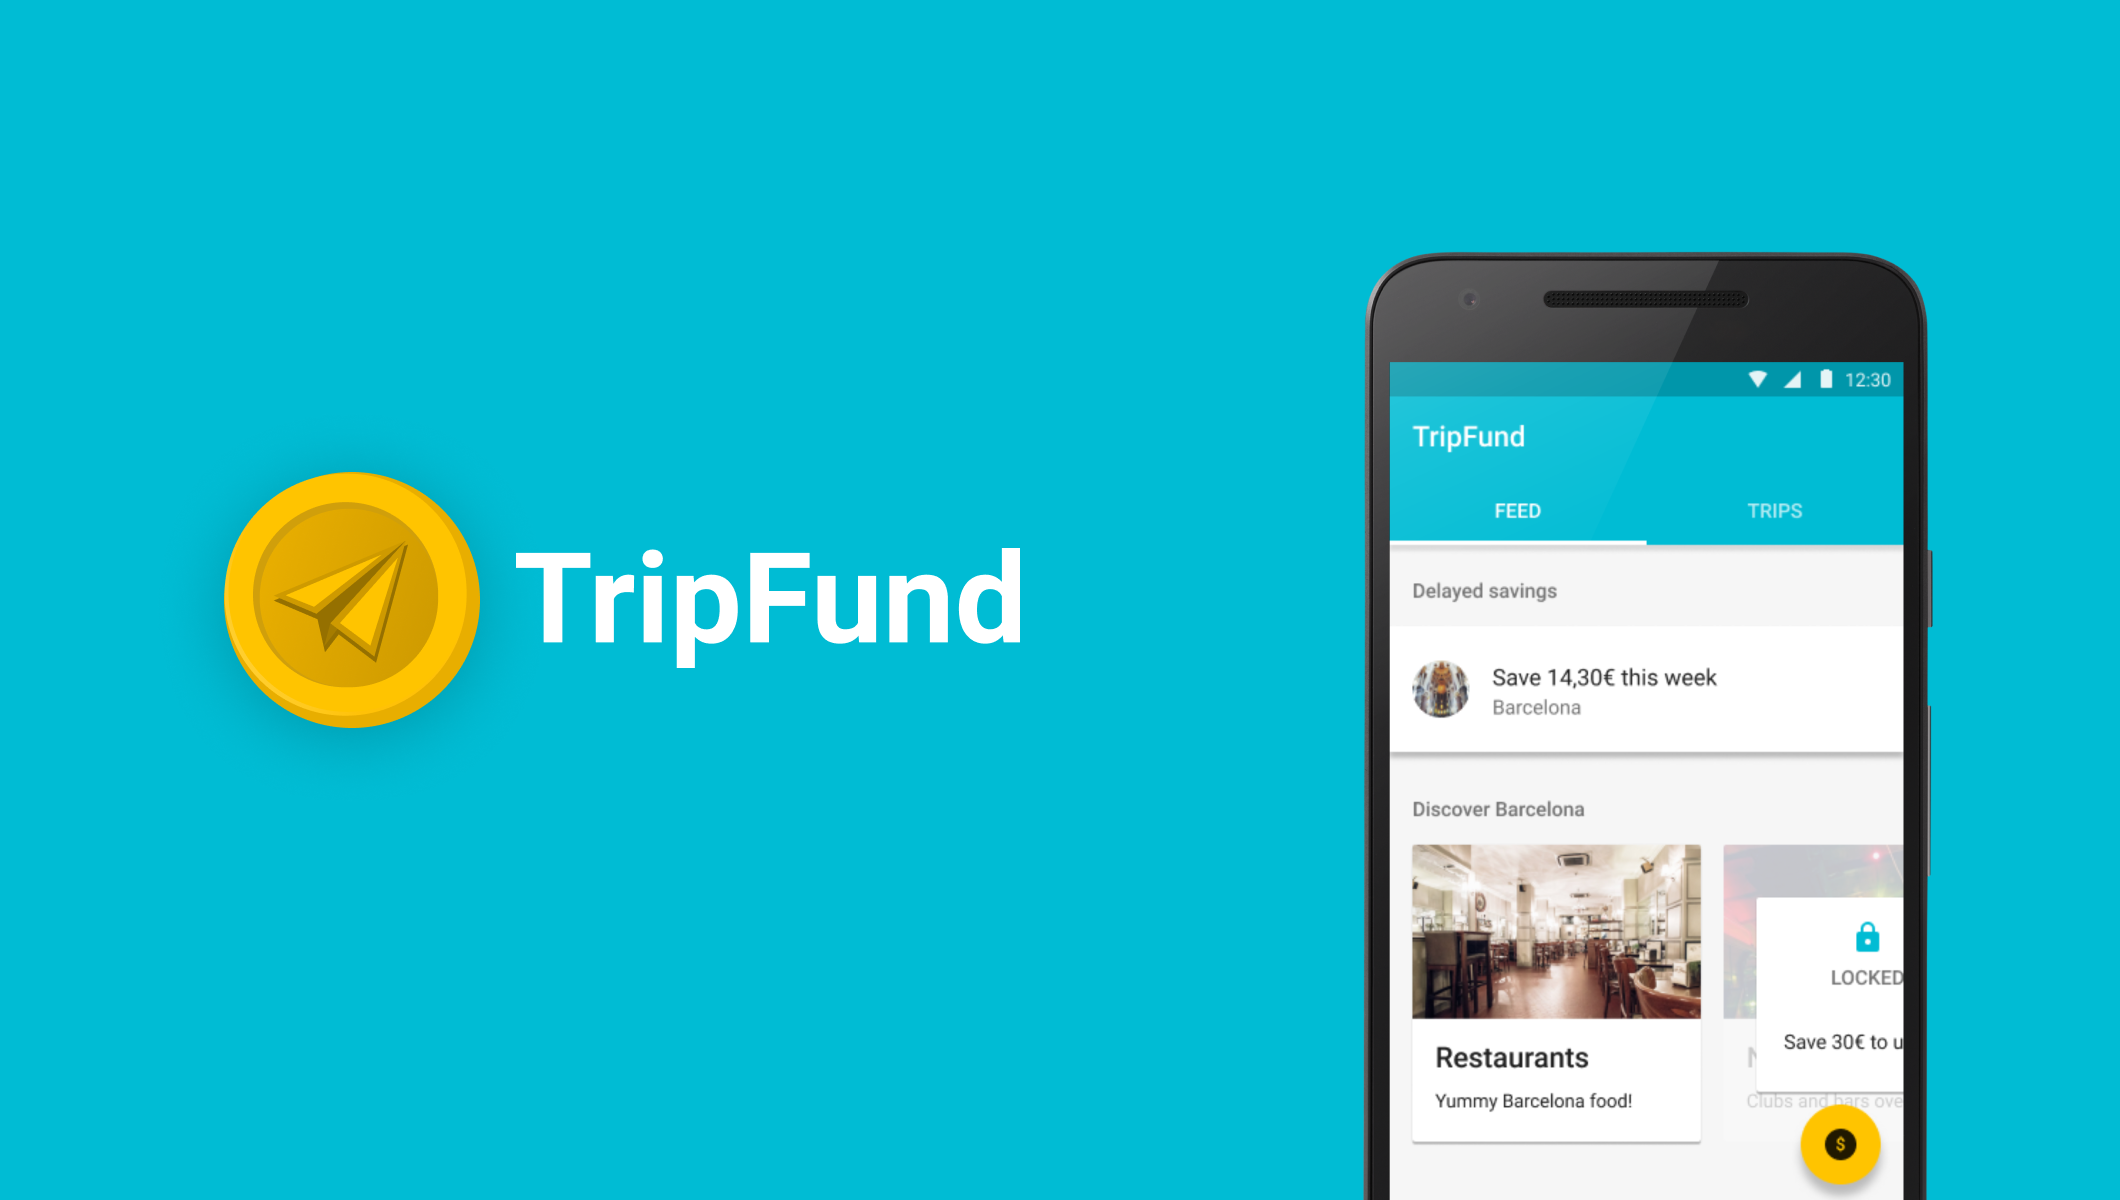 TripFund
12:30
TripFund
FEED TRIPS
Delayed savings
Save 14,30€ this week
Barcelona
Discover Barcelona
LOCKED
Save 30€ to u
Restaurants
Yummy Barcelona food!
Clubs and bars ove
$